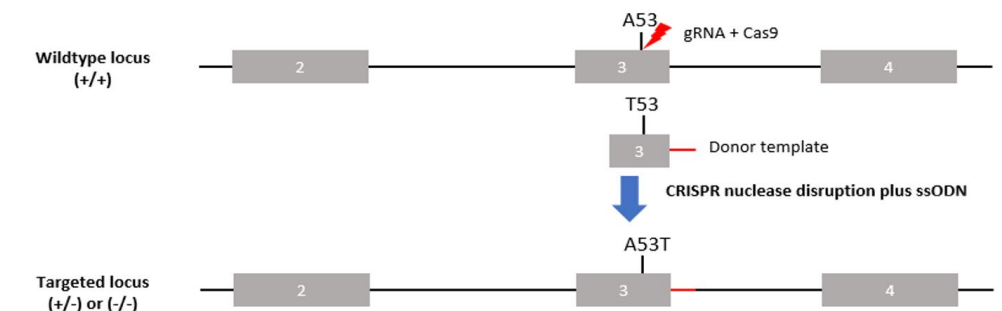 A53
gRNA + Cas9
Wildtype locus
(+/+)
2
3
4
T53
3
Donor template
CRISPR nuclease disruption plus ssODN
A53T
Targeted locus
(+/-) or (-/-)
2
3
4